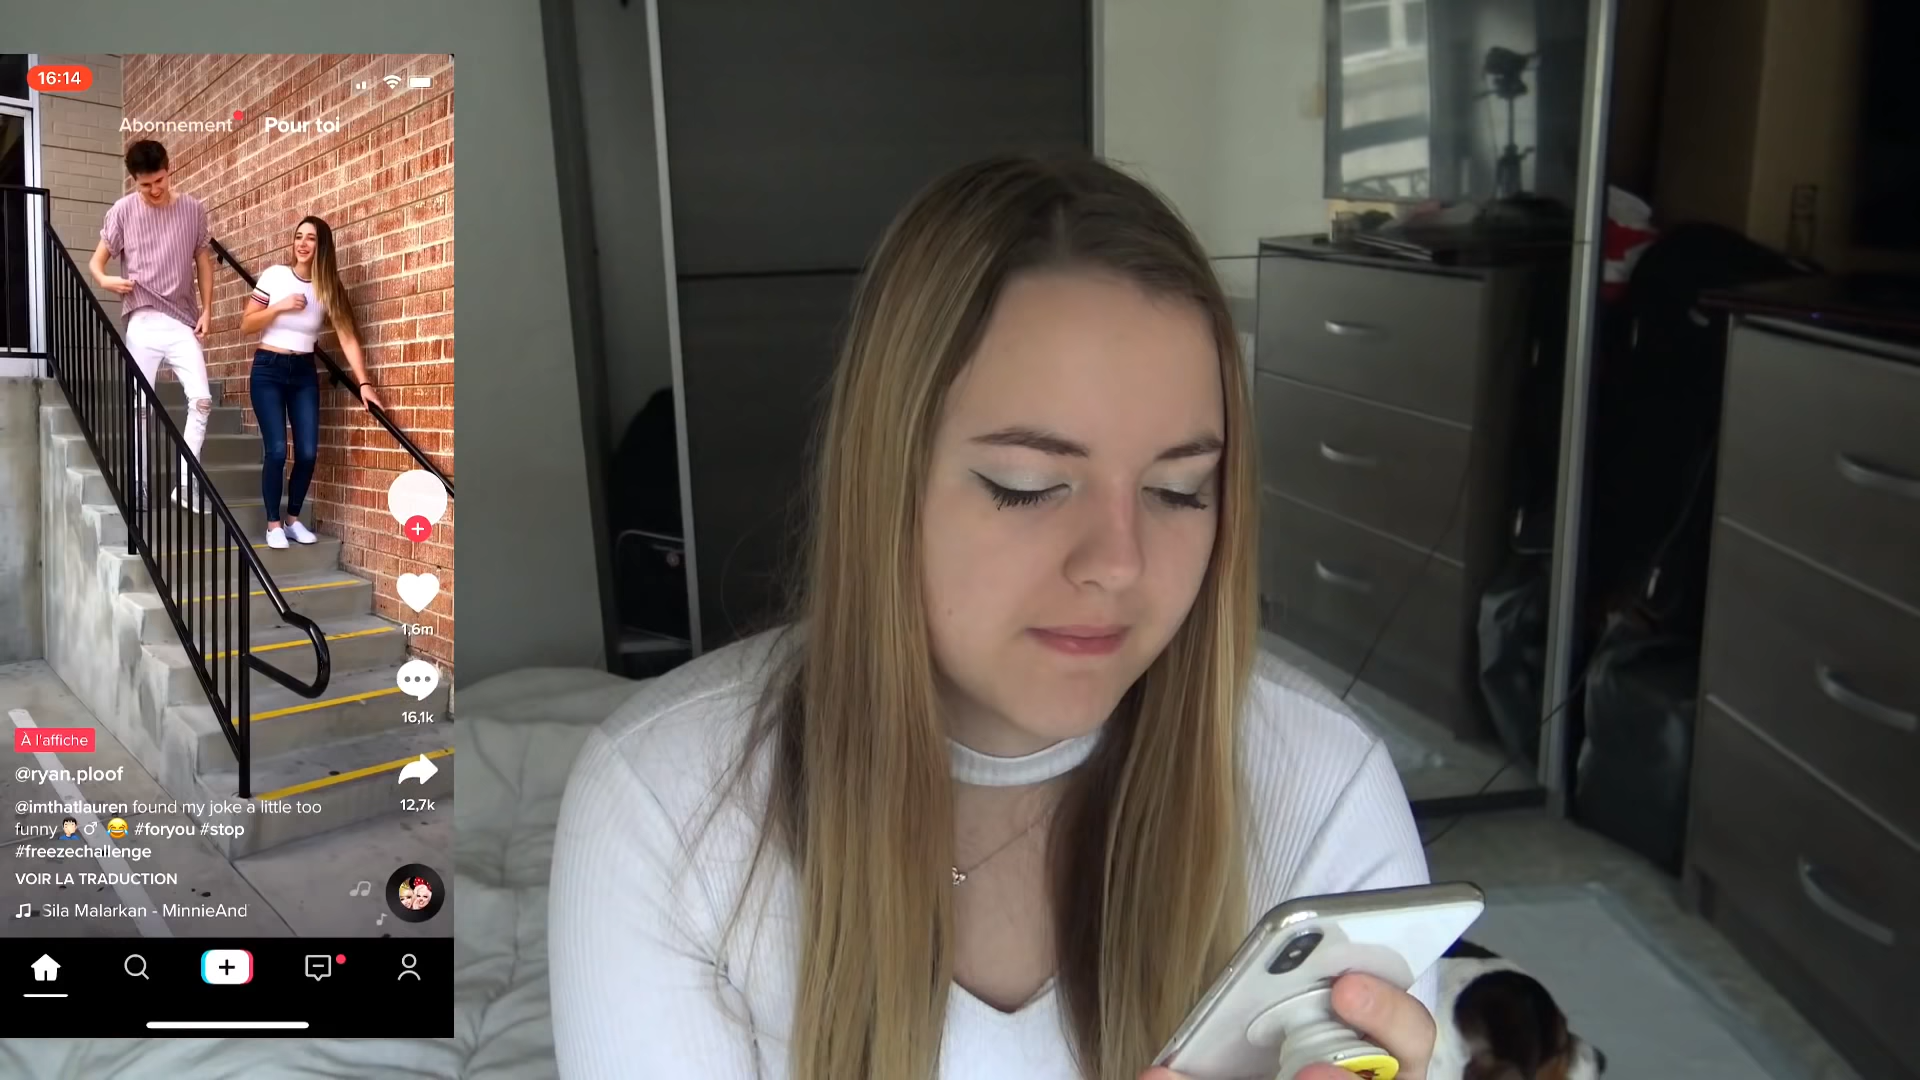 16:14
Abonnement Pour toi
1,6m
16,1k
12,7k
À l'affiche
@ryan.ploof
@imthatlauren found my joke a little too
funny🤦🏻‍♂ 😂 #foryou #stop
#freezechallenge
VOIR LA TRADUCTION
Sila Malarkan - MinnieAnd